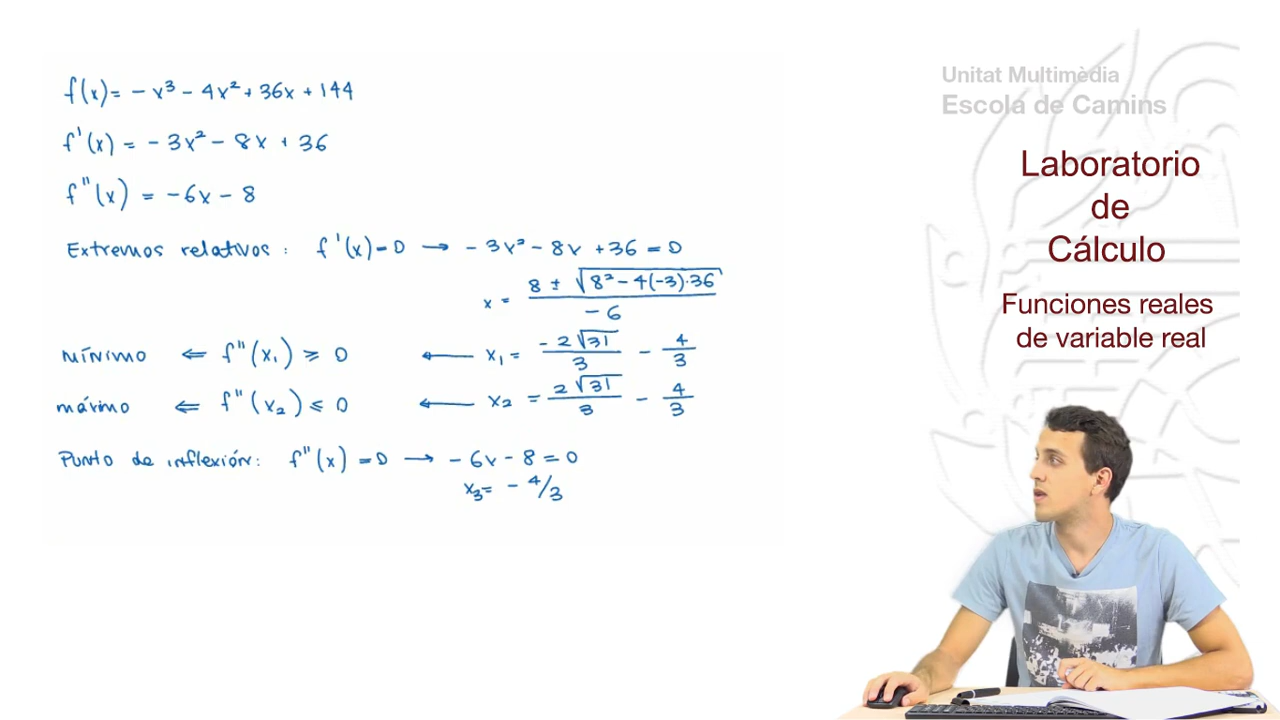 f(x) = - x³ - 4x² + 36x + 144
f'(x) = - 3x² - 8x + 36
f"(x) = -6x - 8
Extremos relativos : f'(x)=0 → - 3x² - 8x + 36 = 0
x = (8 ± √(8² - 4(-3)·36)) / -6
mínimo ⇐ f"(x₁) ⩾ 0 ← x₁ = -2√31/3 - 4/3
máximo ⇐ f"(x₂) ⩽ 0 ← x₂ = 2√31/3 - 4/3
Punto de inflexión: f"(x) = 0 → - 6x - 8 = 0
x₃ = - 4/3
Unitat Multimèdia
Escola de Camins
Laboratorio
de
Cálculo
Funciones reales
de variable real